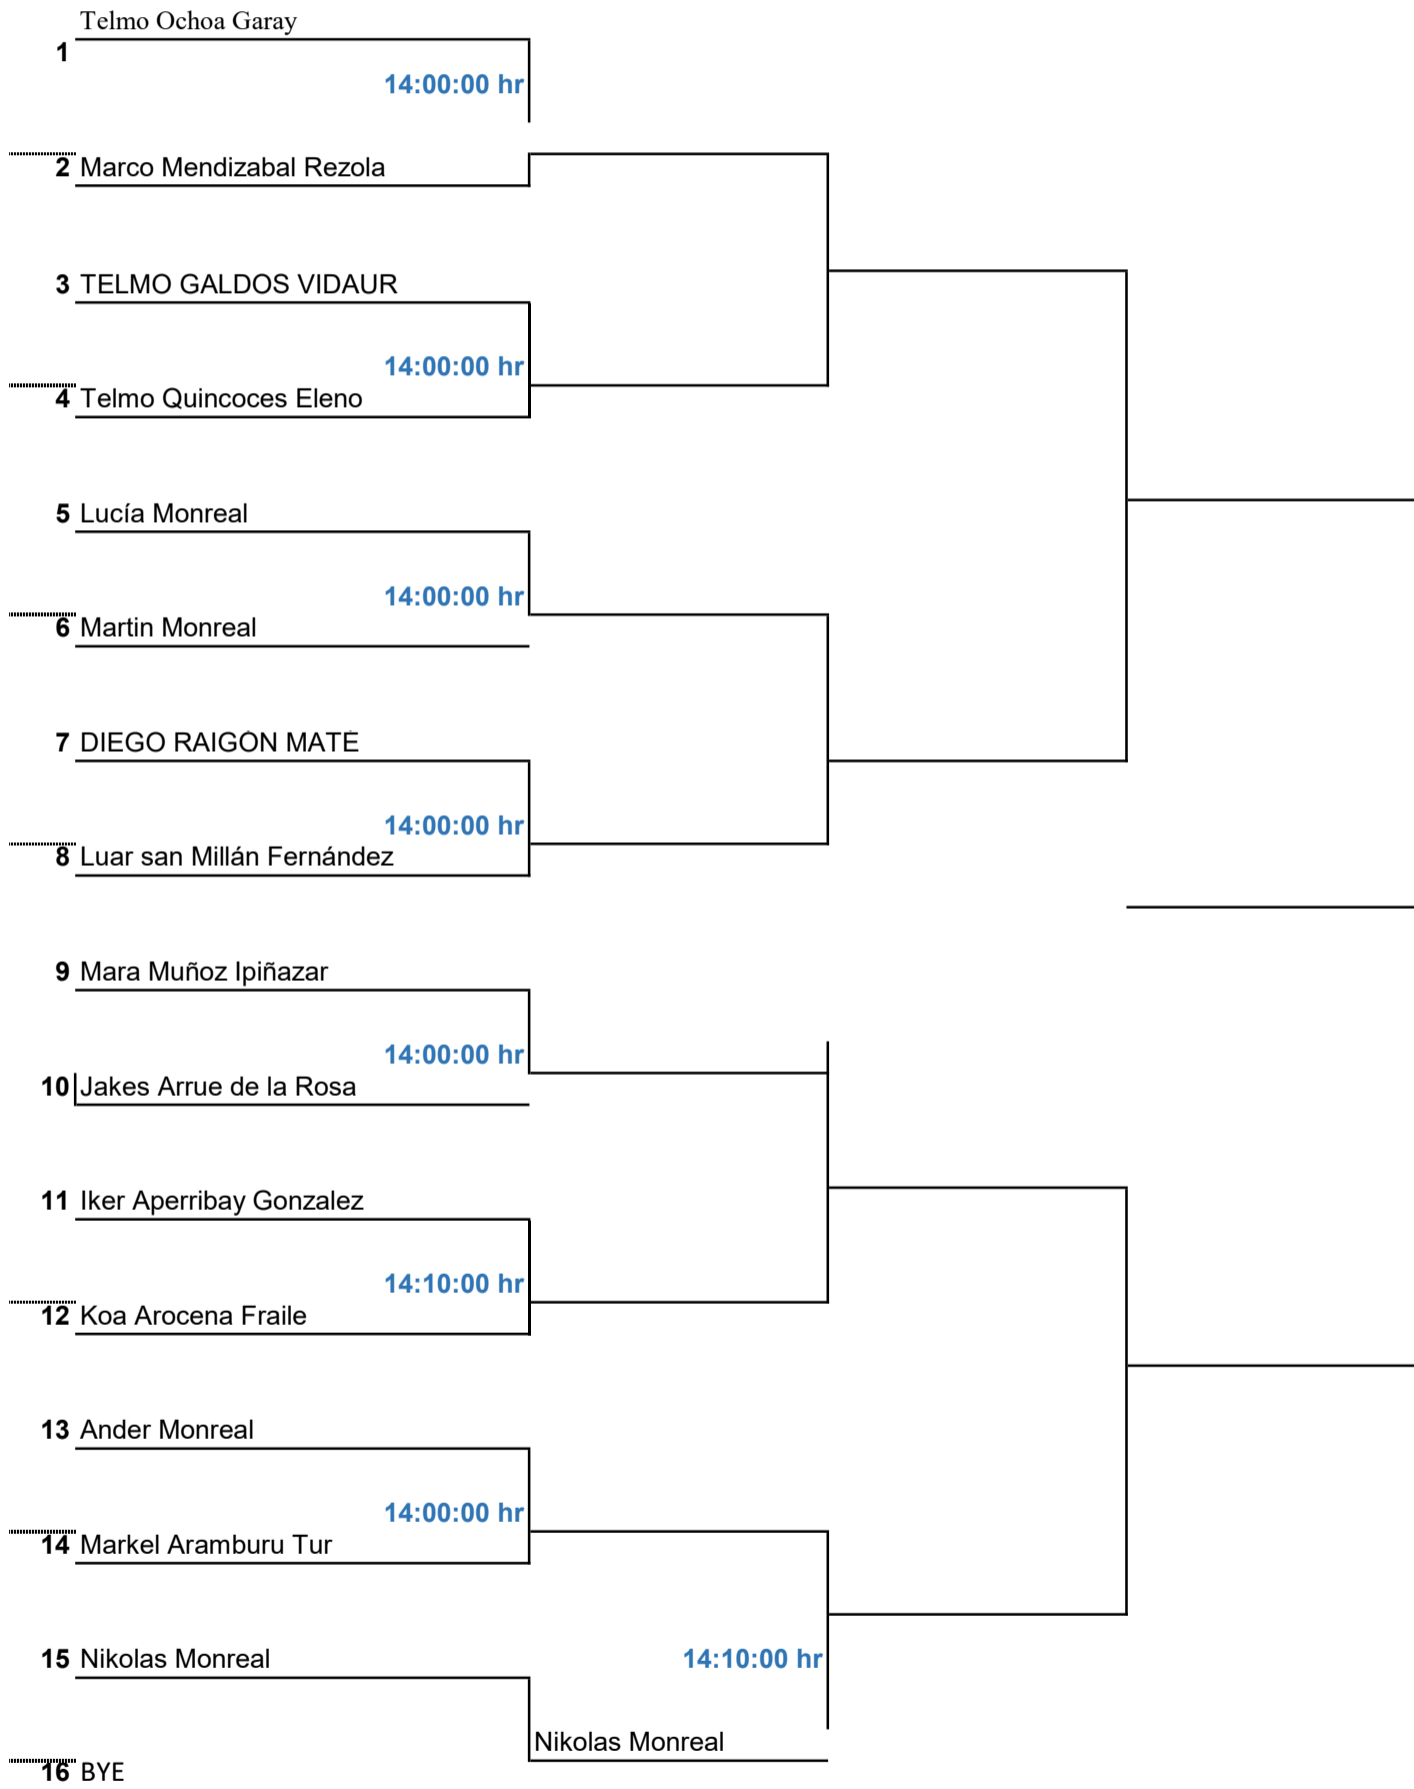 Telmo Ochoa Garay
1
14:00:00 hr
2 Marco Mendizabal Rezola
3 TELMO GALDOS VIDAUR
14:00:00 hr
4 Telmo Quincoces Eleno
5 Lucía Monreal
14:00:00 hr
6 Martin Monreal
7 DIEGO RAIGÓN MATÉ
14:00:00 hr
8 Luar san Millán Fernández
9 Mara Muñoz Ipiñazar
14:00:00 hr
10 Jakes Arrue de la Rosa
11 Iker Aperribay Gonzalez
14:10:00 hr
12 Koa Arocena Fraile
13 Ander Monreal
14:00:00 hr
14 Markel Aramburu Tur
15 Nikolas Monreal
14:10:00 hr
Nikolas Monreal
16 BYE